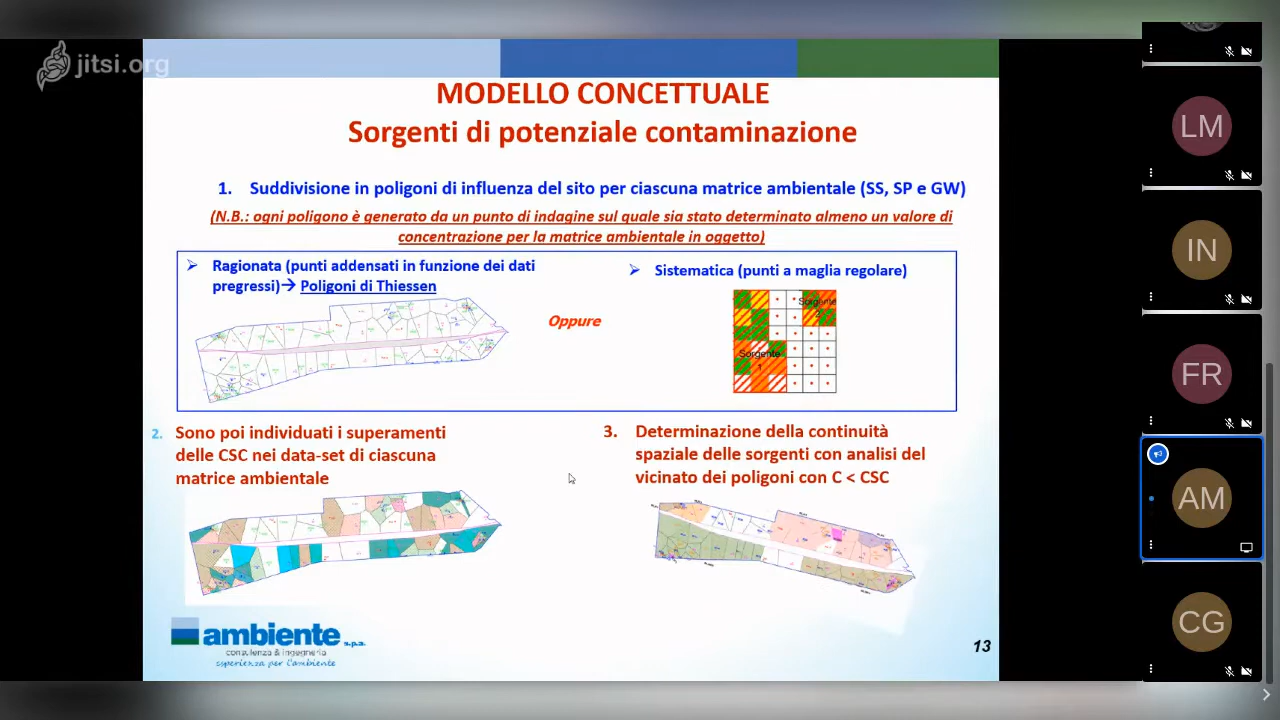 jitsi.org
MODELLO CONCETTUALE
Sorgenti di potenziale contaminazione
1. Suddivisione in poligoni di influenza del sito per ciascuna matrice ambientale (SS, SP e GW)
(N.B.: ogni poligono è generato da un punto di indagine sul quale sia stato determinato almeno un valore di
concentrazione per la matrice ambientale in oggetto)
➢ Ragionata (punti addensati in funzione dei dati
pregressi)→ Poligoni di Thiessen
➢ Sistematica (punti a maglia regolare)
Oppure
Sorgente
2
Sorgente
1
2. Sono poi individuati i superamenti
delle CSC nei data-set di ciascuna
matrice ambientale
3. Determinazione della continuità
spaziale delle sorgenti con analisi del
vicinato dei poligoni con C < CSC
ambiente s.p.a.
consulenza & ingegneria
esperienza per l'ambiente
13
LM
IN
FR
AM
CG